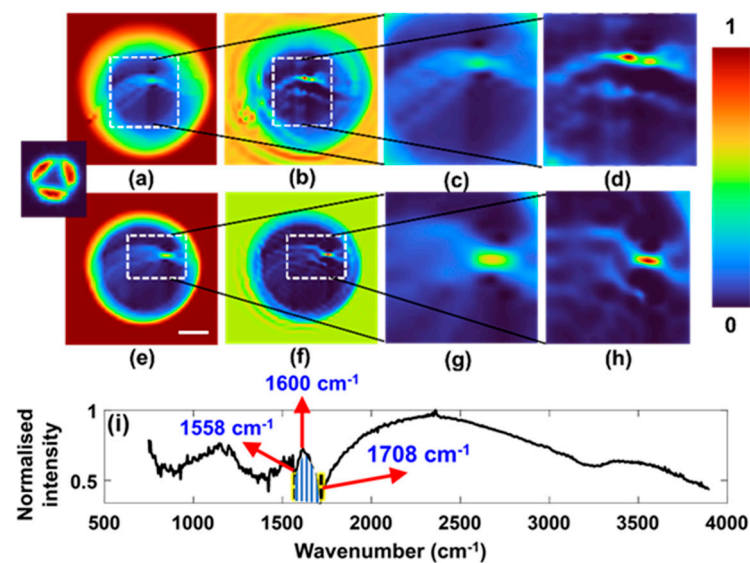 1
(a) (b) (c) (d)
0
(e) (f) (g) (h)
1600 cm-1
(i)
1558 cm-1
1708 cm-1
Normalised
intensity
1
0.5
500 1000 1500 2000 2500 3000 3500 4000
Wavenumber (cm-1)